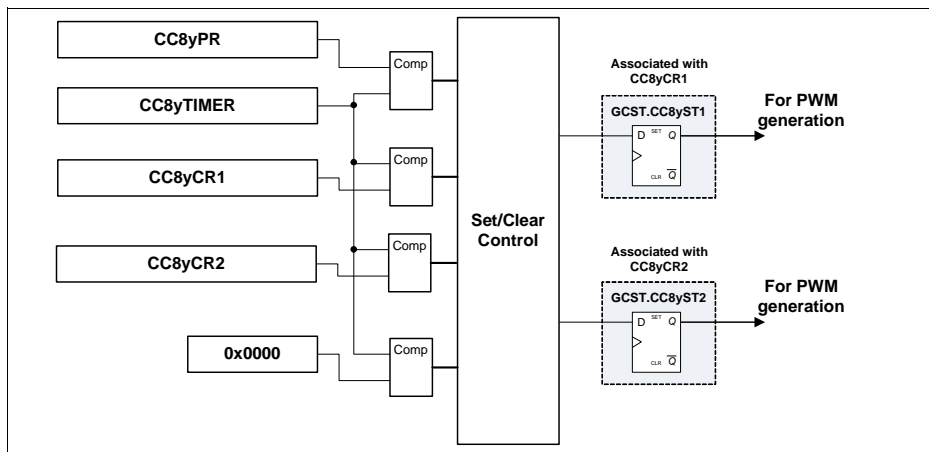 CC8yPR
CC8yTIMER
CC8yCR1
CC8yCR2
0x0000
Comp
Comp
Comp
Comp
Set/Clear
Control
Associated with
CC8yCR1
GCST.CC8yST1
D SET Q
CLR Q
For PWM
generation
Associated with
CC8yCR2
GCST.CC8yST2
D SET Q
CLR Q
For PWM
generation